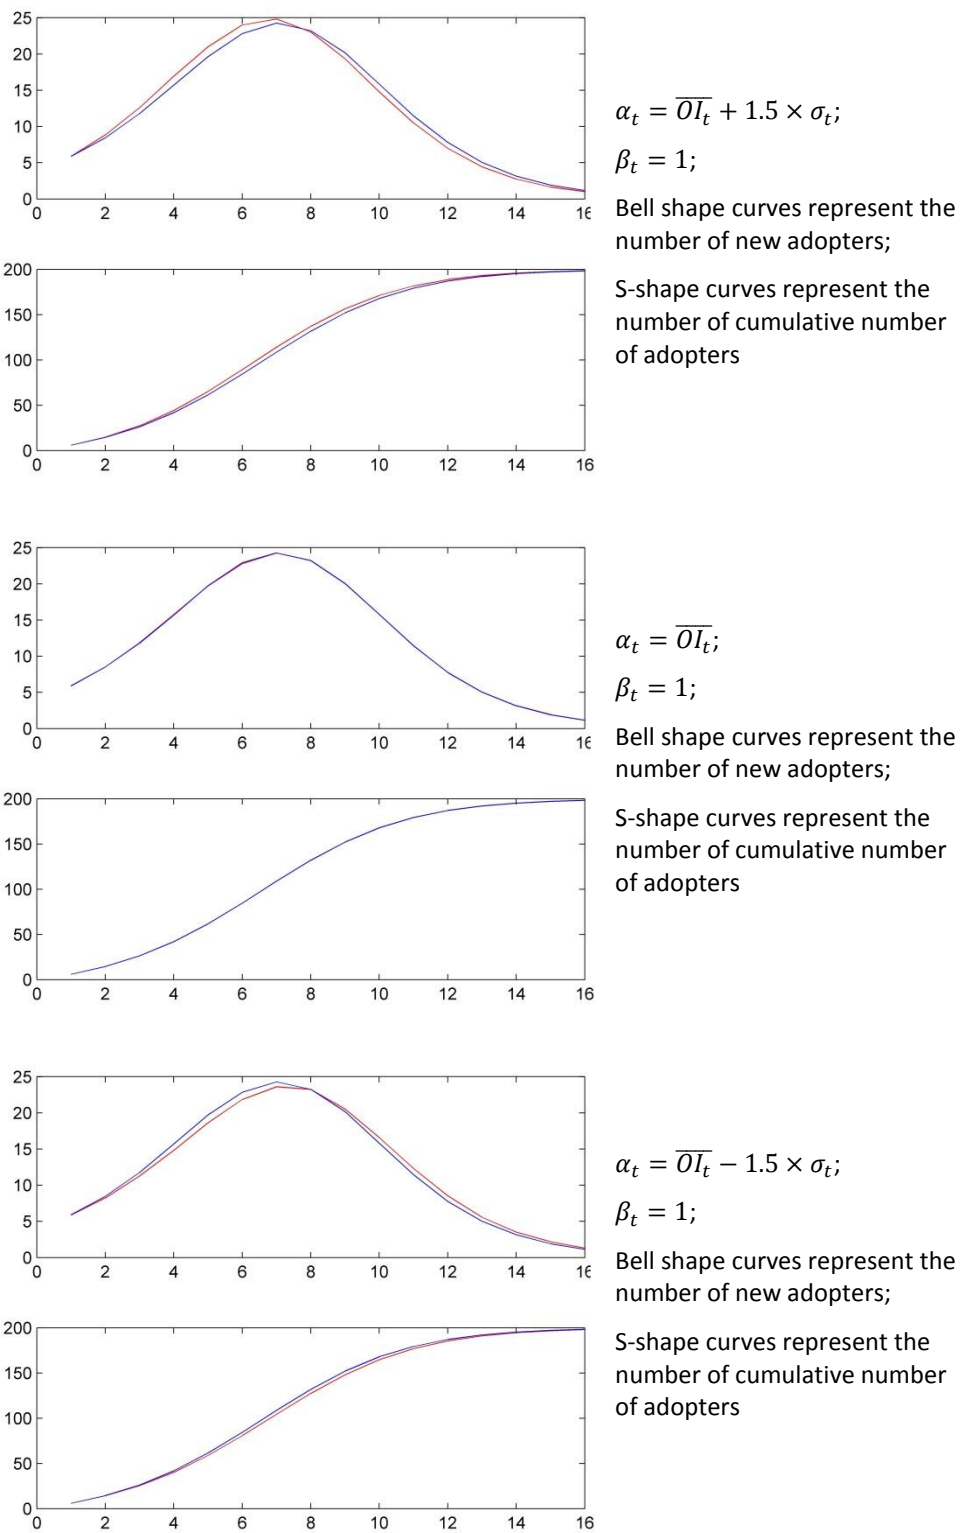 25
20
15
10
5
0
0 2 4 6 8 10 12 14 16
200
150
100
50
0
0 2 4 6 8 10 12 14 16
α_t = \overline{OI_t} + 1.5 × σ_t;
β_t = 1;
Bell shape curves represent the
number of new adopters;
S-shape curves represent the
number of cumulative number
of adopters
25
20
15
10
5
0
0 2 4 6 8 10 12 14 16
200
150
100
50
0
0 2 4 6 8 10 12 14 16
α_t = \overline{OI_t};
β_t = 1;
Bell shape curves represent the
number of new adopters;
S-shape curves represent the
number of cumulative number
of adopters
25
20
15
10
5
0
0 2 4 6 8 10 12 14 16
200
150
100
50
0
0 2 4 6 8 10 12 14 16
α_t = \overline{OI_t} − 1.5 × σ_t;
β_t = 1;
Bell shape curves represent the
number of new adopters;
S-shape curves represent the
number of cumulative number
of adopters